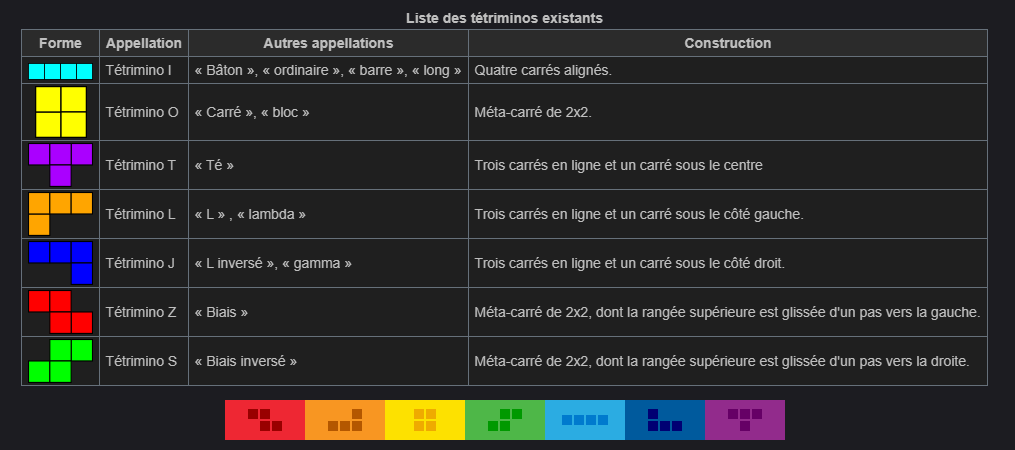 Liste des tétriminos existants
Forme Appellation Autres appellations Construction
Tétrimino I « Bâton », « ordinaire », « barre », « long » Quatre carrés alignés.
Tétrimino O « Carré », « bloc » Méta-carré de 2x2.
Tétrimino T « Té » Trois carrés en ligne et un carré sous le centre
Tétrimino L « L » , « lambda » Trois carrés en ligne et un carré sous le côté gauche.
Tétrimino J « L inversé », « gamma » Trois carrés en ligne et un carré sous le côté droit.
Tétrimino Z « Biais » Méta-carré de 2x2, dont la rangée supérieure est glissée d'un pas vers la gauche.
Tétrimino S « Biais inversé » Méta-carré de 2x2, dont la rangée supérieure est glissée d'un pas vers la droite.